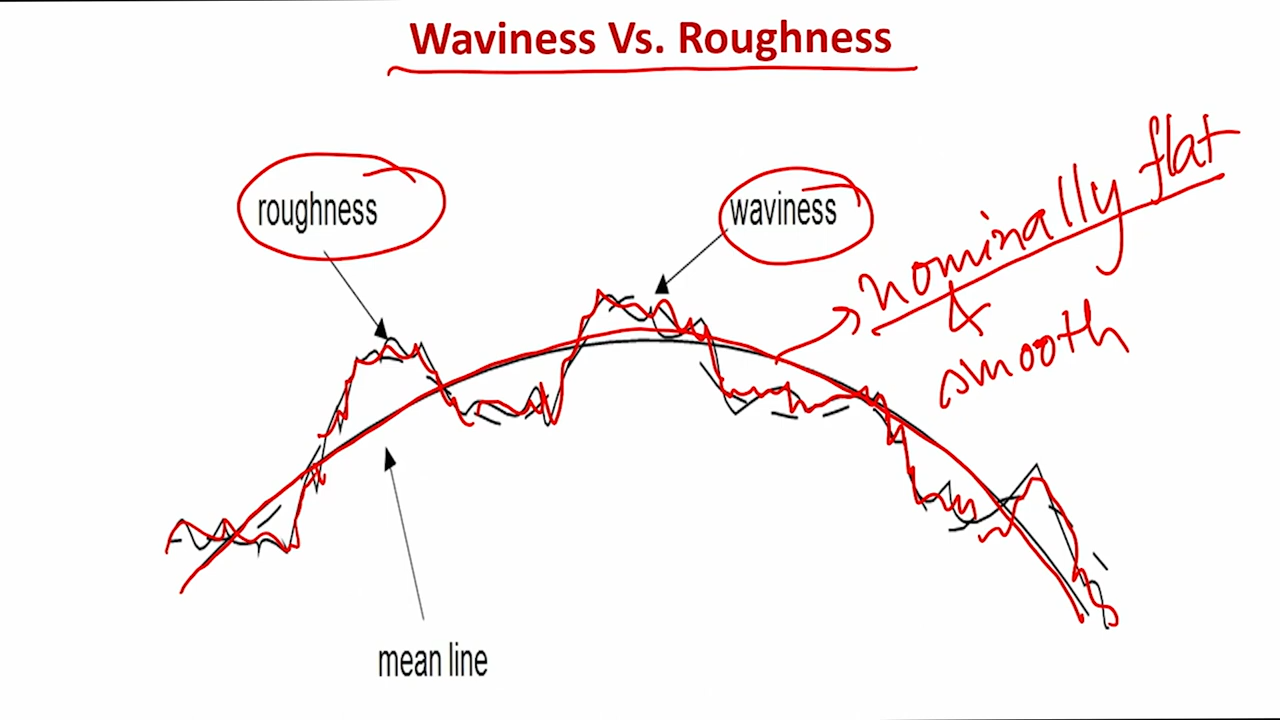 Waviness Vs. Roughness
roughness
waviness
nominally flat
&
smooth
mean line